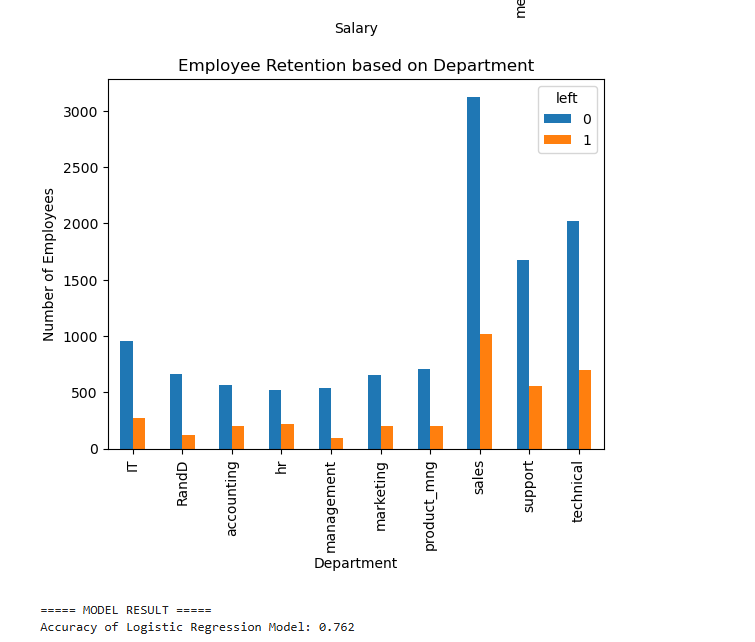 me
Salary
Employee Retention based on Department
left
0
1
3000
2500
2000
1500
1000
500
0
Number of Employees
IT
RandD
accounting
hr
management
marketing
product_mng
sales
support
technical
Department
===== MODEL RESULT =====
Accuracy of Logistic Regression Model: 0.762